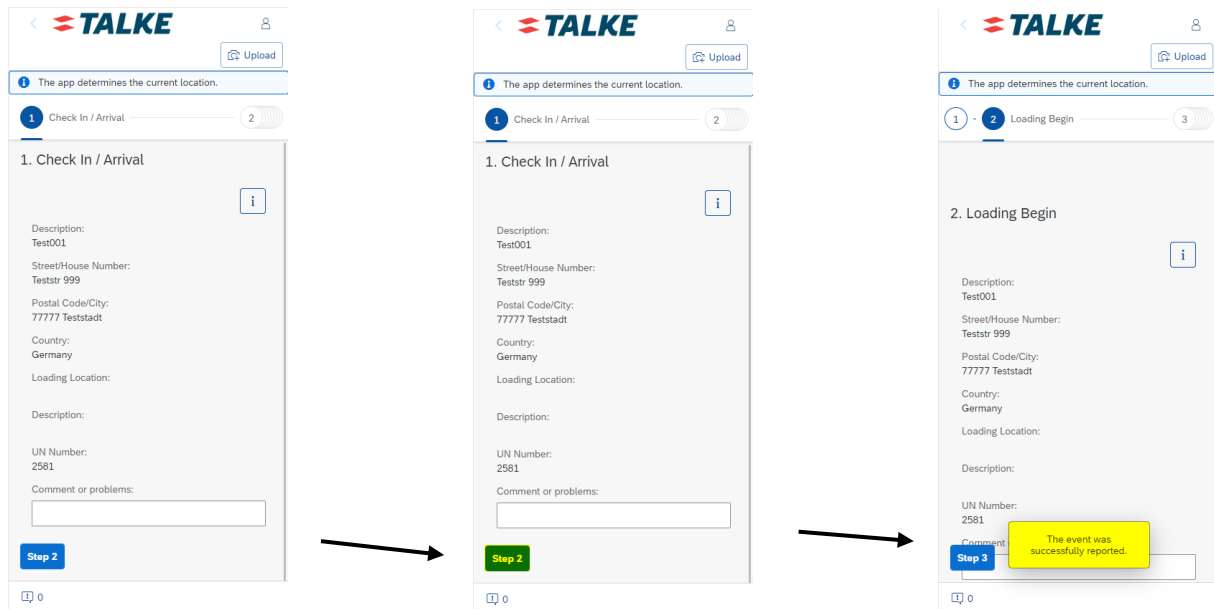 TALKE
Upload
The app determines the current location.
1 Check In / Arrival 2
1. Check In / Arrival
i
Description:
Test001
Street/House Number:
Teststr 999
Postal Code/City:
77777 Teststadt
Country:
Germany
Loading Location:
Description:
UN Number:
2581
Comment or problems:
Step 2
0
TALKE
Upload
The app determines the current location.
1 Check In / Arrival 2
1. Check In / Arrival
i
Description:
Test001
Street/House Number:
Teststr 999
Postal Code/City:
77777 Teststadt
Country:
Germany
Loading Location:
Description:
UN Number:
2581
Comment or problems:
Step 2
0
TALKE
Upload
The app determines the current location.
1 - 2 Loading Begin 3
2. Loading Begin
i
Description:
Test001
Street/House Number:
Teststr 999
Postal Code/City:
77777 Teststadt
Country:
Germany
Loading Location:
Description:
UN Number:
2581
Comment
The event was
successfully reported.
Step 3
0